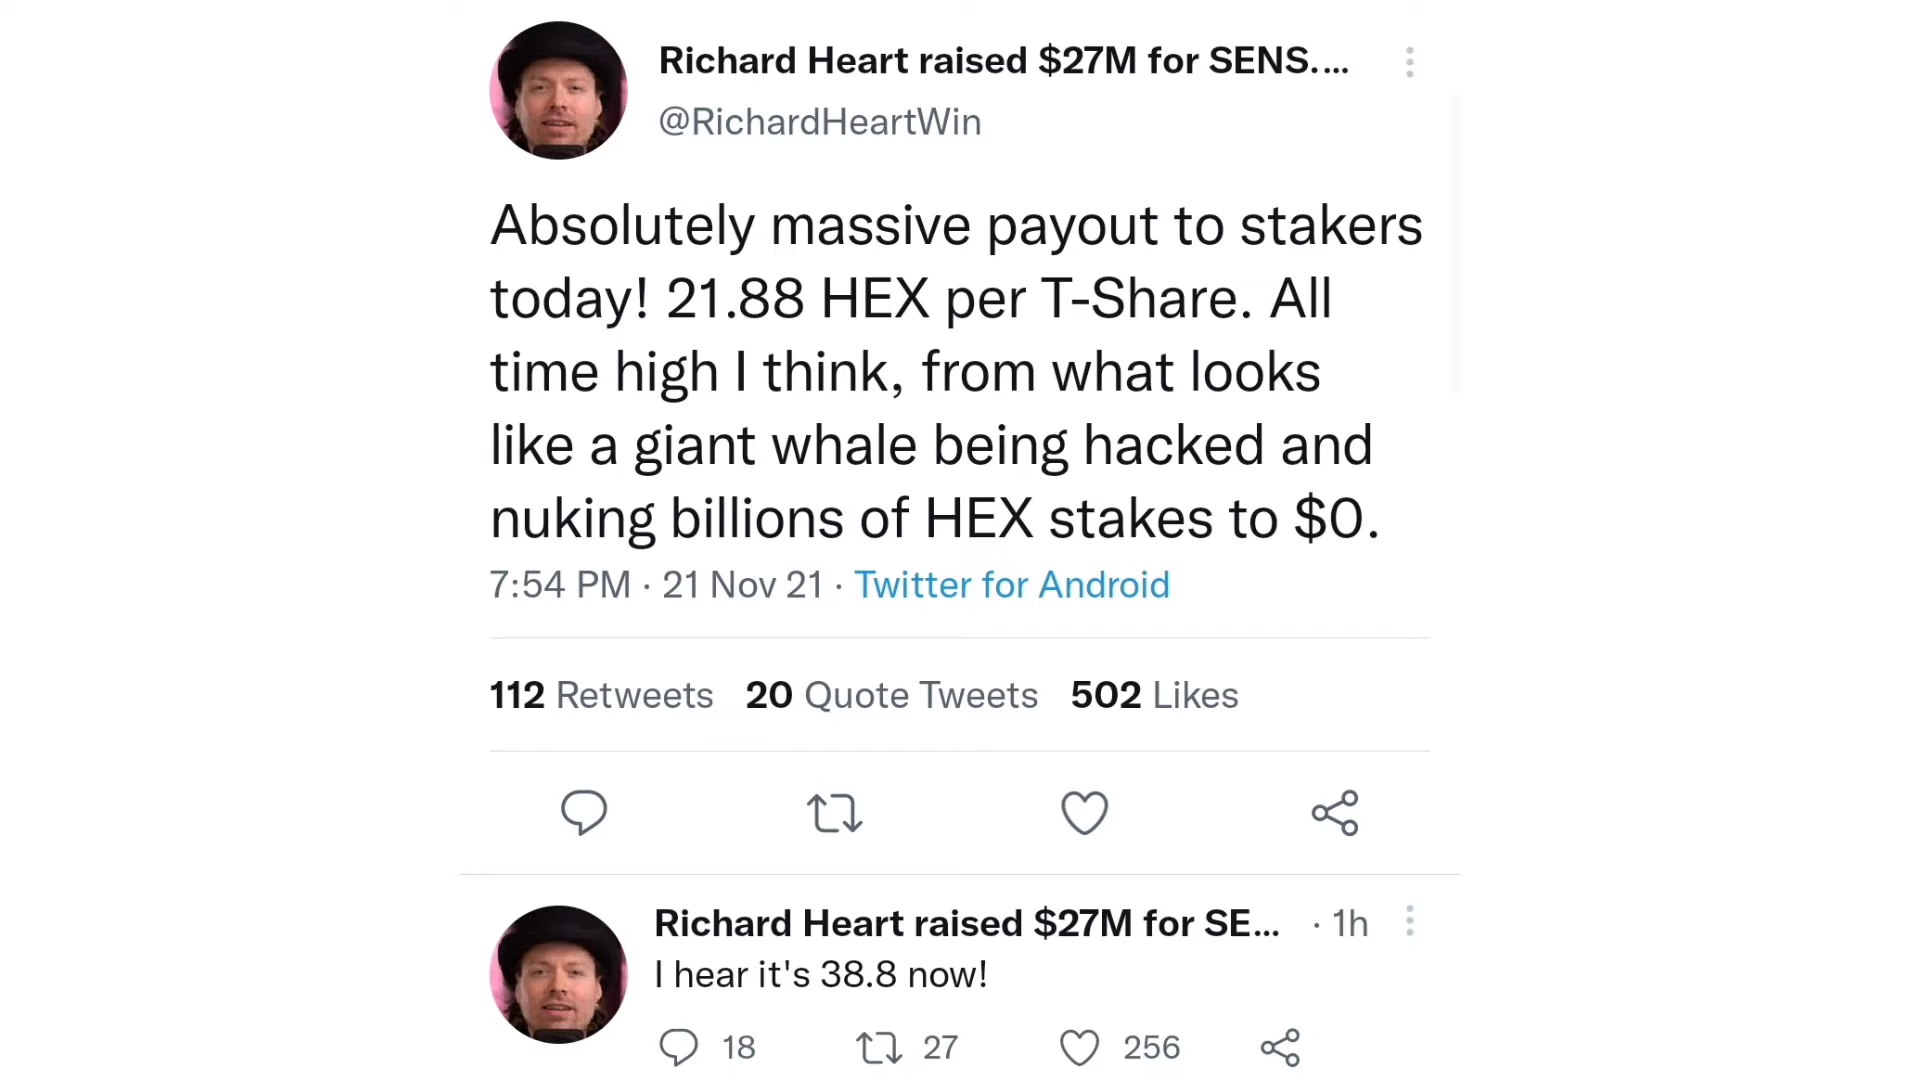 Richard Heart raised $27M for SENS....
@RichardHeartWin
Absolutely massive payout to stakers
today! 21.88 HEX per T-Share. All
time high I think, from what looks
like a giant whale being hacked and
nuking billions of HEX stakes to $0.
7:54 PM · 21 Nov 21 · Twitter for Android
112 Retweets 20 Quote Tweets 502 Likes
Richard Heart raised $27M for SE... · 1h
I hear it's 38.8 now!
18 27 256